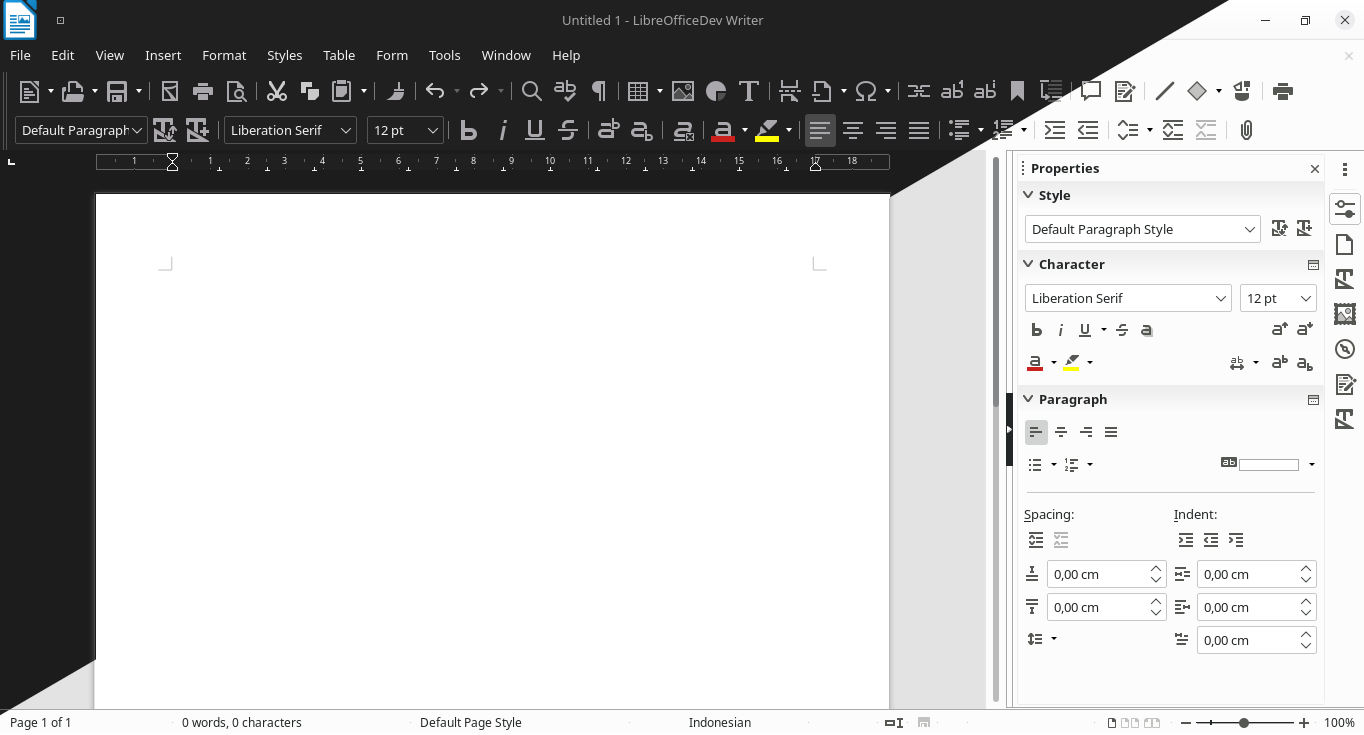 Untitled 1 - LibreOfficeDev Writer
File Edit View Insert Format Styles Table Form Tools Window Help
Default Paragraph Liberation Serif 12 pt
1 1 2 3 4 5 6 7 8 9 10 11 12 13 14 15 16 17 18
Properties
Style
Default Paragraph Style
Character
Liberation Serif 12 pt
Paragraph
Spacing: Indent:
0,00 cm 0,00 cm
0,00 cm 0,00 cm
0,00 cm
Page 1 of 1 0 words, 0 characters Default Page Style Indonesian 100%